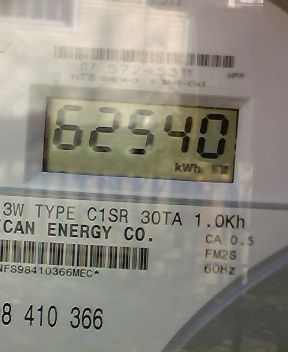 62540
kWh
3W TYPE C1SR 30TA 1.0Kh
CAN ENERGY CO.
CA 0.5
FM2S
60Hz
NFS98410366MEC*
8 410 366